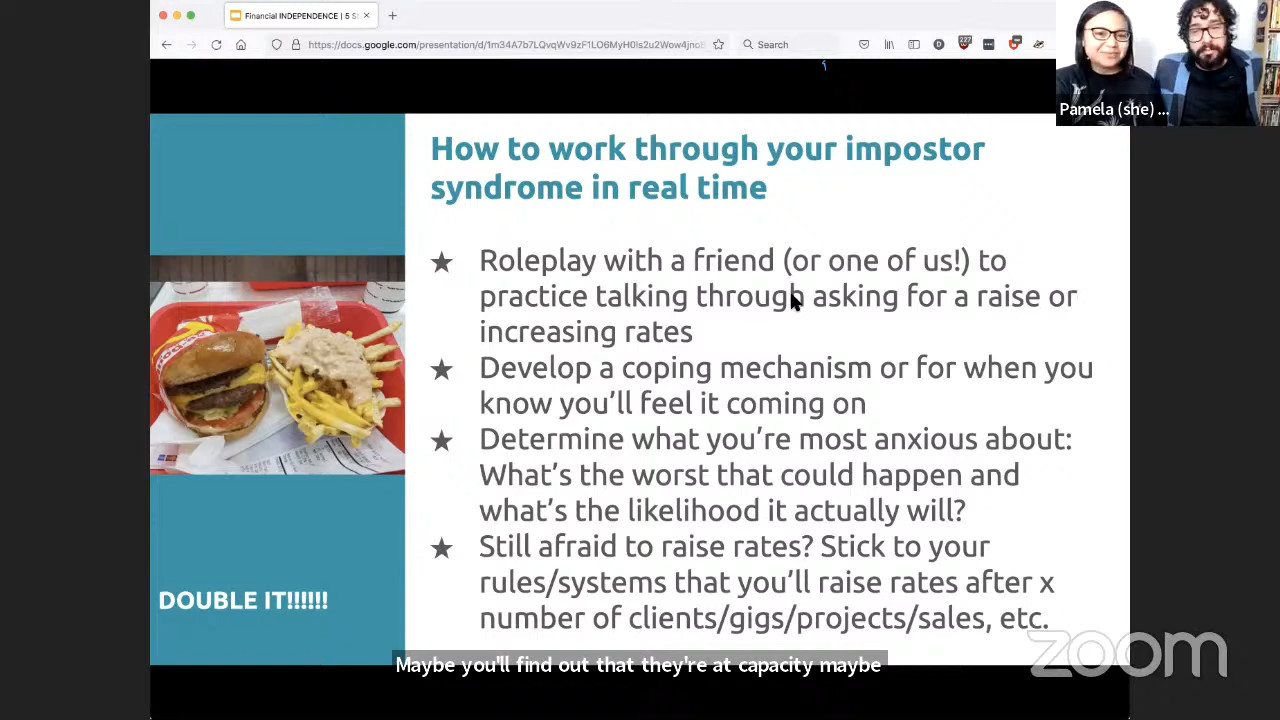 Financial INDEPENDENCE | 5 St
https://docs.google.com/presentation/d/1m34A7b7LQvqWv9zF1LO6MyH0ls2u2Wow4jnoB
Search
227
Pamela (she) ...
How to work through your impostor
syndrome in real time
★ Roleplay with a friend (or one of us!) to
practice talking through asking for a raise or
increasing rates
★ Develop a coping mechanism or for when you
know you'll feel it coming on
★ Determine what you're most anxious about:
What's the worst that could happen and
what's the likelihood it actually will?
★ Still afraid to raise rates? Stick to your
rules/systems that you'll raise rates after x
number of clients/gigs/projects/sales, etc.
DOUBLE IT!!!!!!
Maybe you'll find out that they're at capacity maybe
zoom